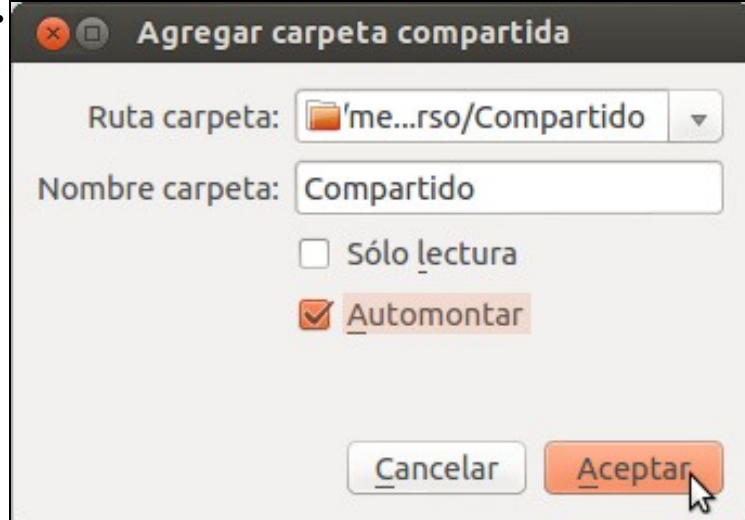 Agregar carpeta compartida
Ruta carpeta: /me...rso/Compartido
Nombre carpeta: Compartido
Sólo lectura
Automontar
Cancelar Aceptar